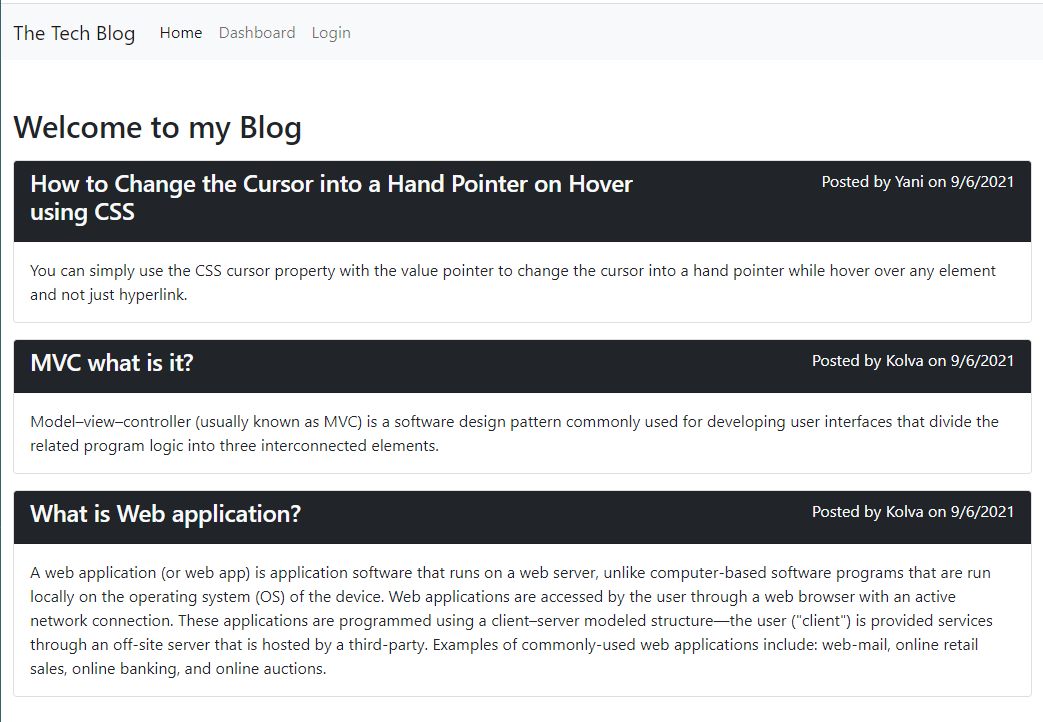 The Tech Blog Home Dashboard Login
Welcome to my Blog
How to Change the Cursor into a Hand Pointer on Hover
using CSS
Posted by Yani on 9/6/2021
You can simply use the CSS cursor property with the value pointer to change the cursor into a hand pointer while hover over any element
and not just hyperlink.
MVC what is it?
Posted by Kolva on 9/6/2021
Model–view–controller (usually known as MVC) is a software design pattern commonly used for developing user interfaces that divide the
related program logic into three interconnected elements.
What is Web application?
Posted by Kolva on 9/6/2021
A web application (or web app) is application software that runs on a web server, unlike computer-based software programs that are run
locally on the operating system (OS) of the device. Web applications are accessed by the user through a web browser with an active
network connection. These applications are programmed using a client–server modeled structure—the user ("client") is provided services
through an off-site server that is hosted by a third-party. Examples of commonly-used web applications include: web-mail, online retail
sales, online banking, and online auctions.